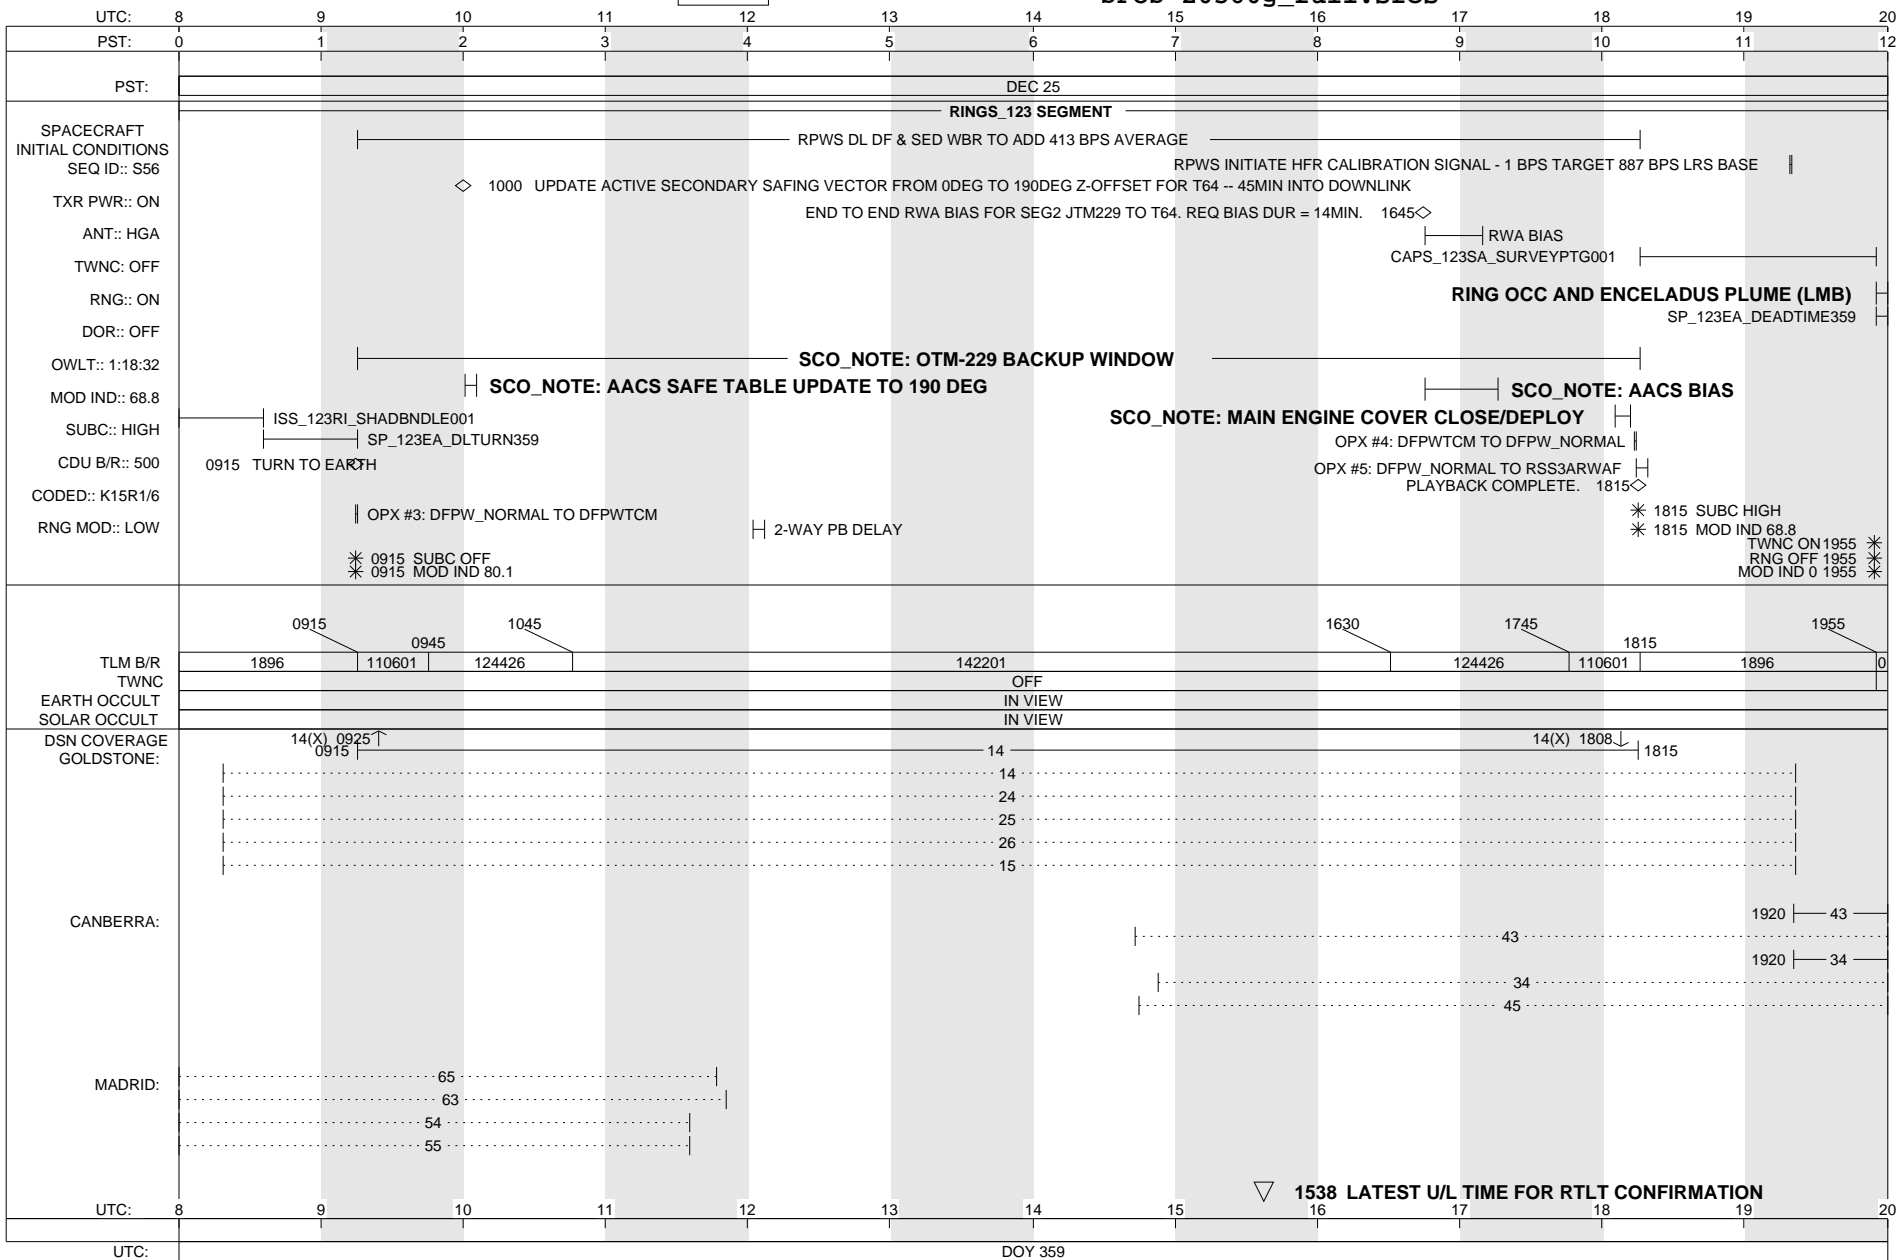 UTC: 8 9 10 11 12 13 14 15 16 17 18 19 20
PST: 0 1 2 3 4 5 6 7 8 9 10 11 12
PST: DEC 25
RINGS_123 SEGMENT
SPACECRAFT
INITIAL CONDITIONS
SEQ ID:: S56
TXR PWR:: ON
ANT:: HGA
TWNC: OFF
RNG:: ON
DOR:: OFF
OWLT:: 1:18:32
MOD IND:: 68.8
SUBC:: HIGH
CDU B/R:: 500
CODED:: K15R1/6
RNG MOD:: LOW
RPWS DL DF & SED WBR TO ADD 413 BPS AVERAGE
RPWS INITIATE HFR CALIBRATION SIGNAL - 1 BPS TARGET 887 BPS LRS BASE
1000 UPDATE ACTIVE SECONDARY SAFING VECTOR FROM 0DEG TO 190DEG Z-OFFSET FOR T64 -- 45MIN INTO DOWNLINK
END TO END RWA BIAS FOR SEG2 JTM229 TO T64. REQ BIAS DUR = 14MIN. 1645
RWA BIAS
CAPS_123SA_SURVEYPTG001
RING OCC AND ENCELADUS PLUME (LMB)
SP_123EA_DEADTIME359
SCO_NOTE: OTM-229 BACKUP WINDOW
SCO_NOTE: AACS SAFE TABLE UPDATE TO 190 DEG
SCO_NOTE: AACS BIAS
ISS_123RI_SHADBNDLE001
SCO_NOTE: MAIN ENGINE COVER CLOSE/DEPLOY
SP_123EA_DLTURN359
OPX #4: DFPWTCM TO DFPW_NORMAL
0915 TURN TO EARTH
OPX #5: DFPW_NORMAL TO RSS3ARWAF
PLAYBACK COMPLETE. 1815
OPX #3: DFPW_NORMAL TO DFPWTCM
1815 SUBC HIGH
2-WAY PB DELAY
1815 MOD IND 68.8
TWNC ON 1955
0915 SUBC OFF
RNG OFF 1955
0915 MOD IND 80.1
MOD IND 0 1955
0915 0945 1045 1630 1745 1815 1955
TLM B/R 1896 110601 124426 142201 124426 110601 1896 0
TWNC OFF
EARTH OCCULT IN VIEW
SOLAR OCCULT IN VIEW
DSN COVERAGE
GOLDSTONE:
14(X) 0925 14(X) 1808
0915 14 1815
14
24
25
26
15
CANBERRA:
1920 43
43
1920 34
34
45
MADRID:
65
63
54
55
1538 LATEST U/L TIME FOR RTLT CONFIRMATION
UTC: 8 9 10 11 12 13 14 15 16 17 18 19 20
UTC: DOY 359